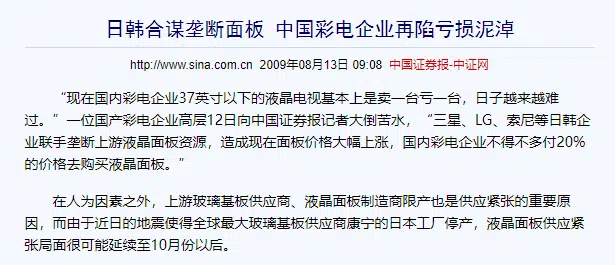 日韩合谋垄断面板 中国彩电企业再陷亏损泥淖
http://www.sina.com.cn 2009年08月13日 09:08 中国证券报-中证网
“现在国内彩电企业37英寸以下的液晶电视基本上是卖一台亏一台，日子越来越难
过。”一位国产彩电企业高层12日向中国证券报记者大倒苦水，“三星、LG、索尼等日韩企
业联手垄断上游液晶面板资源，造成现在面板价格大幅上涨，国内彩电企业不得不多付20%
的价格去购买液晶面板。”
在人为因素之外，上游玻璃基板供应商、液晶面板制造商限产也是供应紧张的重要原
因，而由于近日的地震使得全球最大玻璃基板供应商康宁的日本工厂停产，液晶面板供应紧
张局面很可能延续至10月份以后。